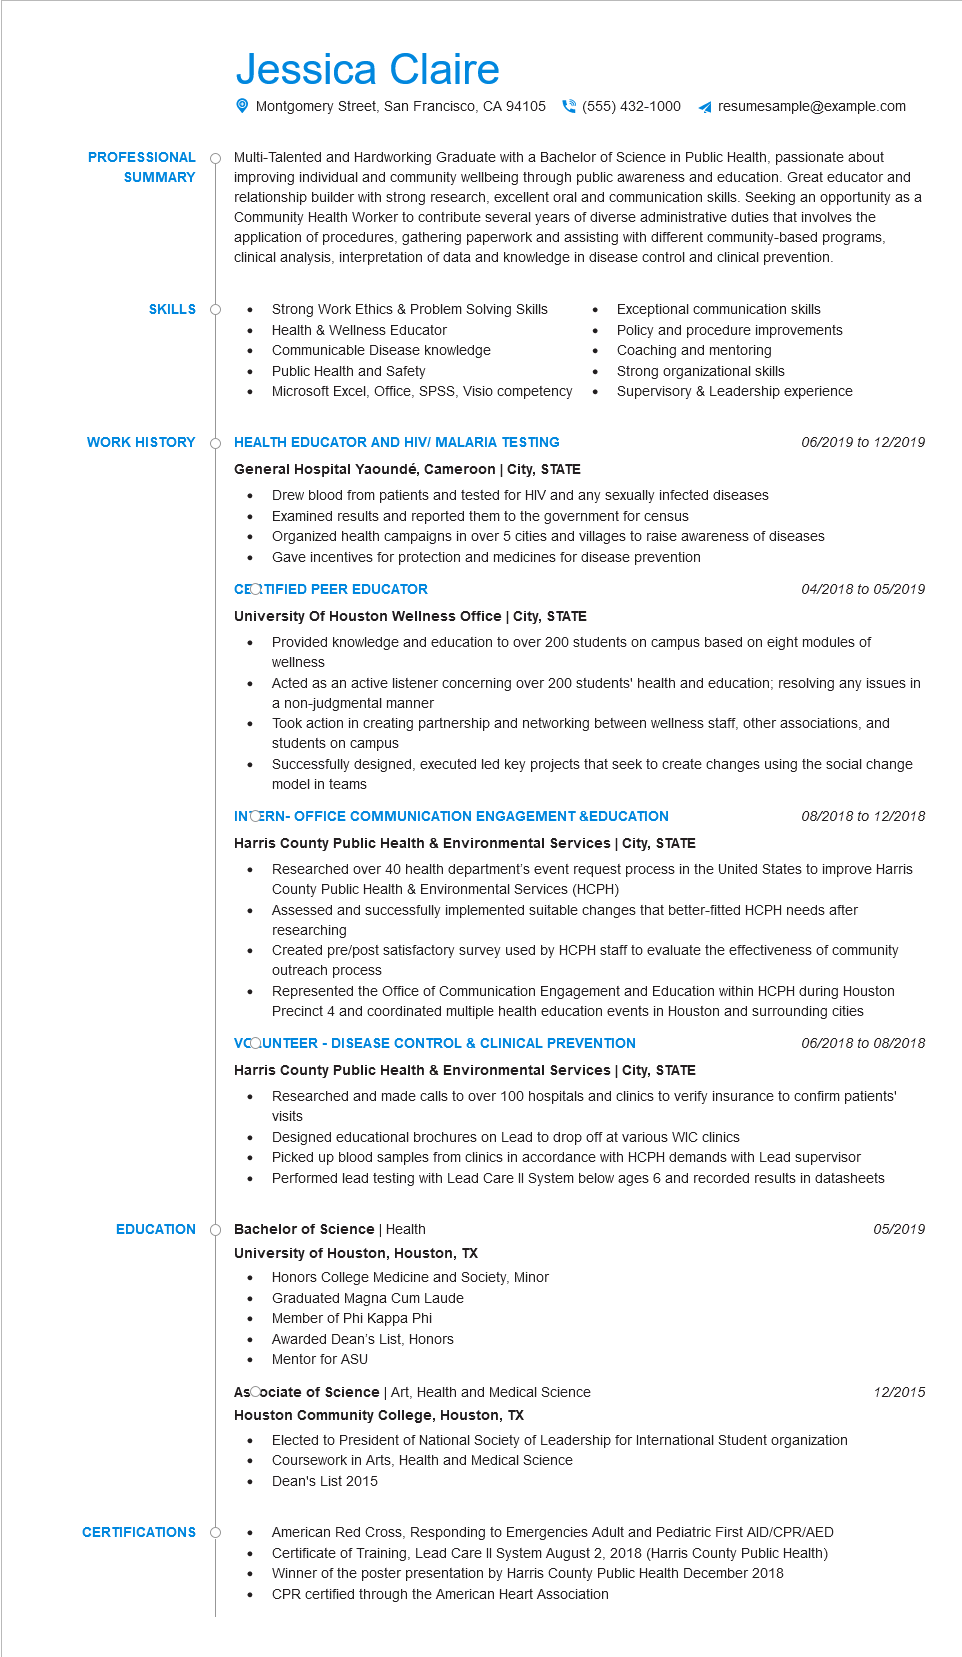 Jessica Claire
Montgomery Street, San Francisco, CA 94105 (555) 432-1000 resumesample@example.com
PROFESSIONAL SUMMARY
Multi-Talented and Hardworking Graduate with a Bachelor of Science in Public Health, passionate about
improving individual and community wellbeing through public awareness and education. Great educator and
relationship builder with strong research, excellent oral and communication skills. Seeking an opportunity as a
Community Health Worker to contribute several years of diverse administrative duties that involves the
application of procedures, gathering paperwork and assisting with different community-based programs,
clinical analysis, interpretation of data and knowledge in disease control and clinical prevention.
SKILLS
• Strong Work Ethics & Problem Solving Skills
• Health & Wellness Educator
• Communicable Disease knowledge
• Public Health and Safety
• Microsoft Excel, Office, SPSS, Visio competency
• Exceptional communication skills
• Policy and procedure improvements
• Coaching and mentoring
• Strong organizational skills
• Supervisory & Leadership experience
WORK HISTORY
HEALTH EDUCATOR AND HIV/ MALARIA TESTING 06/2019 to 12/2019
General Hospital Yaoundé, Cameroon | City, STATE
• Drew blood from patients and tested for HIV and any sexually infected diseases
• Examined results and reported them to the government for census
• Organized health campaigns in over 5 cities and villages to raise awareness of diseases
• Gave incentives for protection and medicines for disease prevention
CERTIFIED PEER EDUCATOR 04/2018 to 05/2019
University Of Houston Wellness Office | City, STATE
• Provided knowledge and education to over 200 students on campus based on eight modules of
wellness
• Acted as an active listener concerning over 200 students' health and education; resolving any issues in
a non-judgmental manner
• Took action in creating partnership and networking between wellness staff, other associations, and
students on campus
• Successfully designed, executed led key projects that seek to create changes using the social change
model in teams
INTERN- OFFICE COMMUNICATION ENGAGEMENT &EDUCATION 08/2018 to 12/2018
Harris County Public Health & Environmental Services | City, STATE
• Researched over 40 health department’s event request process in the United States to improve Harris
County Public Health & Environmental Services (HCPH)
• Assessed and successfully implemented suitable changes that better-fitted HCPH needs after
researching
• Created pre/post satisfactory survey used by HCPH staff to evaluate the effectiveness of community
outreach process
• Represented the Office of Communication Engagement and Education within HCPH during Houston
Precinct 4 and coordinated multiple health education events in Houston and surrounding cities
VOLUNTEER - DISEASE CONTROL & CLINICAL PREVENTION 06/2018 to 08/2018
Harris County Public Health & Environmental Services | City, STATE
• Researched and made calls to over 100 hospitals and clinics to verify insurance to confirm patients'
visits
• Designed educational brochures on Lead to drop off at various WIC clinics
• Picked up blood samples from clinics in accordance with HCPH demands with Lead supervisor
• Performed lead testing with Lead Care ll System below ages 6 and recorded results in datasheets
EDUCATION
Bachelor of Science | Health 05/2019
University of Houston, Houston, TX
• Honors College Medicine and Society, Minor
• Graduated Magna Cum Laude
• Member of Phi Kappa Phi
• Awarded Dean’s List, Honors
• Mentor for ASU
Associate of Science | Art, Health and Medical Science 12/2015
Houston Community College, Houston, TX
• Elected to President of National Society of Leadership for International Student organization
• Coursework in Arts, Health and Medical Science
• Dean's List 2015
CERTIFICATIONS
• American Red Cross, Responding to Emergencies Adult and Pediatric First AID/CPR/AED
• Certificate of Training, Lead Care ll System August 2, 2018 (Harris County Public Health)
• Winner of the poster presentation by Harris County Public Health December 2018
• CPR certified through the American Heart Association